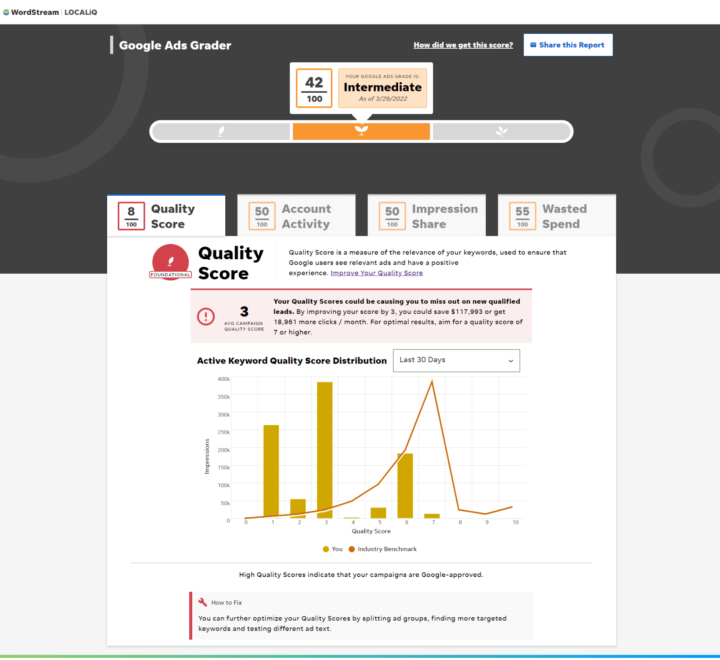 WordStream | LOCALiQ
Google Ads Grader
How did we get this score?
Share this Report
42
100
YOUR GOOGLE ADS GRADE IS:
Intermediate
As of 3/29/2022
8
100
Quality
Score
50
100
Account
Activity
50
100
Impression
Share
55
100
Wasted
Spend
FOUNDATIONAL
Quality
Score
Quality Score is a measure of the relevance of your keywords, used to ensure that
Google users see relevant ads and have a positive
experience. Improve Your Quality Score
3
AVG CAMPAIGN
QUALITY SCORE
Your Quality Scores could be causing you to miss out on new qualified
leads. By improving your score by 3, you could save $117,993 or get
18,961 more clicks / month. For optimal results, aim for a quality score of
7 or higher.
Active Keyword Quality Score Distribution
Last 30 Days
400k
350k
300k
250k
200k
150k
100k
50k
0
Impressions
0 1 2 3 4 5 6 7 8 9 10
Quality Score
You Industry Benchmark
High Quality Scores indicate that your campaigns are Google-approved.
How to Fix
You can further optimize your Quality Scores by splitting ad groups, finding more targeted
keywords and testing different ad text.